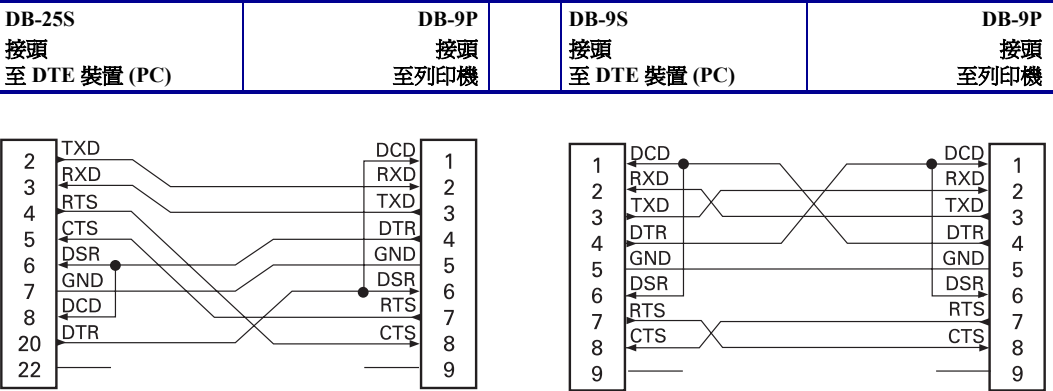 DB-25S
接頭
至 DTE 裝置 (PC)
DB-9P
接頭
至列印機
DB-9S
接頭
至 DTE 裝置 (PC)
DB-9P
接頭
至列印機
2 TXD DCD 1
3 RXD RXD 2
4 RTS TXD 3
5 CTS DTR 4
6 DSR GND 5
7 GND DSR 6
8 DCD RTS 7
20 DTR CTS 8
22 9
1 DCD DCD 1
2 RXD RXD 2
3 TXD TXD 3
4 DTR DTR 4
5 GND GND 5
6 DSR DSR 6
7 RTS RTS 7
8 CTS CTS 8
9 9